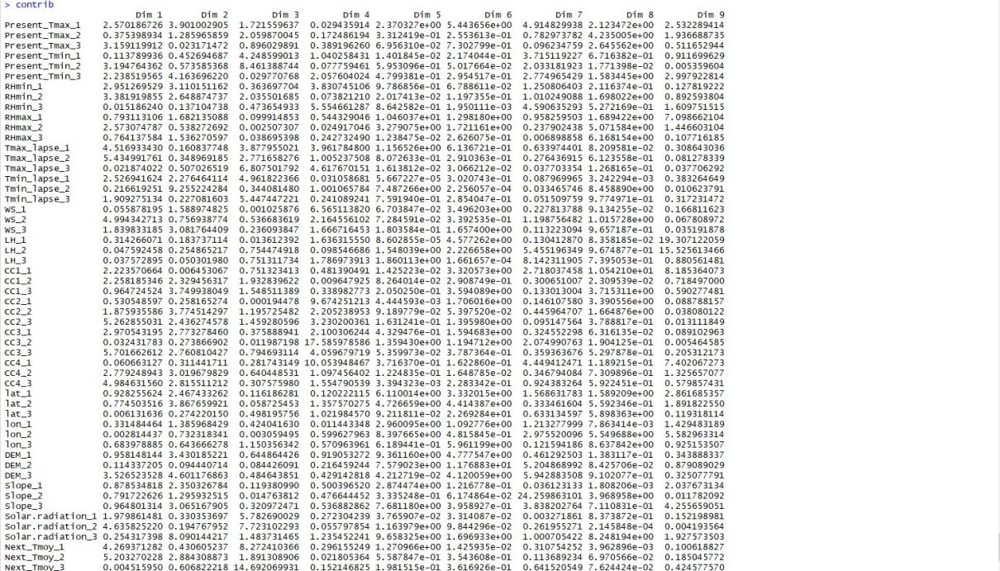 > contrib
Dim 1 Dim 2 Dim 3 Dim 4 Dim 5 Dim 6 Dim 7 Dim 8 Dim 9
Present_Tmax_1 2.570186726 3.901002905 1.721559637 0.029435914 2.370327e+00 5.443656e+00 4.914829938 2.123472e+00 2.532289414
Present_Tmax_2 0.375398934 1.285965859 2.059870045 0.172486194 3.312419e-01 2.553613e-01 0.782973782 4.235005e+00 1.936688735
Present_Tmax_3 3.159119912 0.023171472 0.896029891 0.389196260 6.956310e-02 7.302799e-01 0.096234759 2.645562e+00 0.511652944
Present_Tmin_1 0.113789936 0.452694687 4.248599013 1.040258431 1.401845e-02 2.174044e-01 3.715119227 6.716382e-01 0.911699629
Present_Tmin_2 3.194764362 0.573585368 8.461388744 0.077759461 5.953096e-01 5.017664e-02 2.033181923 1.771398e-02 0.005359604
Present_Tmin_3 2.238519565 4.163696220 0.029770768 2.057604024 4.799381e-01 2.954517e-01 2.774965429 1.583445e+00 2.997922814
RHmin_1 2.951269529 3.110151162 0.363697704 3.830745106 9.786856e-01 6.788611e-02 1.250806403 2.116374e-01 0.127819222
RHmin_2 3.381919855 2.648874737 2.035501685 0.073821210 2.017413e-02 1.197355e-01 1.010249088 1.698022e+00 0.892593804
RHmin_3 0.015186240 0.137104738 0.473654933 5.554661287 8.642582e-01 1.950111e-03 4.590635293 5.272169e-01 1.609751515
RHmax_1 0.793113106 1.682135088 0.099914853 0.544329046 1.046037e-01 1.298180e+00 0.958259503 1.689422e+00 7.098662104
RHmax_2 2.573074787 0.538272692 0.002507307 0.024917046 3.279075e+00 1.721161e+00 0.237902438 5.071584e+00 1.446603104
RHmax_3 0.764137584 1.536270597 0.038695398 0.242732490 1.238475e-02 2.626075e-01 0.006898858 6.168154e+00 0.107716185
Tmax_lapse_1 4.516933430 0.160837748 3.877955021 3.961784800 1.156526e+00 6.136721e-01 0.633974401 8.209581e-02 0.308643036
Tmax_lapse_2 5.434991761 0.348969185 2.771658276 1.005237508 8.072633e-01 2.910363e-01 0.276436915 6.123558e-01 0.081278339
Tmax_lapse_3 0.021874022 0.507026519 6.807501792 4.617670151 1.613812e-02 3.066212e-02 0.037703354 1.268165e-01 0.037706292
Tmin_lapse_1 2.526941624 2.276464114 4.961822366 0.031058681 5.667227e-05 3.020743e-01 0.087969965 3.242294e-03 0.383264649
Tmin_lapse_2 0.216619251 9.255224284 0.344081480 1.001065784 7.487266e-02 2.256057e-04 0.033465746 8.458890e-02 0.010623791
Tmin_lapse_3 1.909275134 0.227081603 5.447447221 0.241089241 7.591940e-01 2.854047e-01 0.051509759 9.774971e-01 0.317231472
WS_1 0.055878195 1.588974825 0.001025876 6.565113820 6.703847e-02 3.496203e+00 0.227813788 9.134255e-02 0.166811623
WS_2 4.994342713 0.756938774 0.536683619 2.164556102 7.284591e-02 3.392535e-01 1.198756482 1.015728e+00 0.067808972
WS_3 1.839833185 3.081764409 0.236093847 1.666716453 1.803584e-01 1.657400e+00 0.113223094 9.657187e-01 0.035191878
LH_1 0.314266071 0.183737114 0.013612392 1.636315550 8.602855e-05 4.577262e+00 0.130412870 8.358185e-02 19.307122059
LH_2 0.047592458 0.254865217 0.754474918 0.098546686 1.548039e+00 2.226658e+00 5.455196349 9.674877e-01 15.525613466
LH_3 0.037572895 0.050301980 0.751311734 1.786973913 1.860113e+00 1.661657e-04 8.142311905 7.395053e-01 0.880561481
CC1_1 2.223570664 0.006453067 0.751323413 0.481390491 1.425223e-02 3.320573e+00 2.718037458 1.054210e+01 8.185364073
CC1_2 2.258185346 2.329456317 1.932839622 0.009647925 8.264014e-02 2.908749e-01 0.300651007 2.309539e-02 0.718497000
CC1_3 0.964724524 3.749938049 1.548511389 0.338982773 2.050250e-01 3.594089e+00 0.133013004 3.715311e+00 0.590277481
CC2_1 0.530548597 0.258165274 0.000194478 9.674251213 4.444593e-03 1.706016e+00 0.146107580 3.390556e+00 0.088788157
CC2_2 1.875935586 3.774514297 1.195725482 2.205238953 9.189779e-02 5.397520e-02 0.445964707 1.664876e+00 0.038080122
CC2_3 5.262855031 2.436274578 1.459280596 3.230200361 1.631241e-01 1.395980e+00 0.095147564 3.788817e-01 0.013111849
CC3_1 2.970543195 2.773278460 0.375888941 2.100306244 4.329476e-01 1.594683e+00 0.324552298 6.316135e-02 0.089102963
CC3_2 0.032431783 0.273866902 0.011987198 17.585978586 1.359430e+00 1.194712e+00 2.074990763 1.904125e-01 0.005464585
CC3_3 5.701662612 2.760810427 0.794693114 4.059679719 5.359973e-02 3.787364e-01 0.359363676 5.297878e-01 0.205312173
CC4_1 0.060663127 0.311441711 0.281743149 10.053948467 3.716370e-01 1.622860e-01 4.449412471 1.189215e-01 7.402067273
CC4_2 2.779248943 3.019679829 0.640448531 1.097456402 1.224835e-01 1.648785e-02 0.346794084 7.309896e-01 1.325657077
CC4_3 4.984631560 2.815511212 0.307575980 1.554790539 3.394323e-03 2.283342e-01 0.924383264 5.922451e-01 0.579857431
lat_1 0.928255624 2.467433262 0.116186281 0.120222115 6.110014e+00 3.332015e+00 1.568631783 1.589209e+00 2.861685357
lat_2 0.774503516 3.867659921 0.058725453 1.357570275 4.726659e+00 4.414387e+00 0.333461604 5.592346e-01 1.891822550
lat_3 0.006131636 0.274220150 0.498195756 1.021984570 9.211811e-02 2.269284e+01 0.633134597 5.898363e+00 0.119318114
lon_1 0.331484464 1.385968429 0.424041630 0.011443348 2.960095e+00 1.092776e+01 1.213277999 7.863414e-03 1.429483189
lon_2 0.002814437 0.732318341 0.003059495 0.599627963 8.397665e+00 4.815845e-01 2.975520096 5.549688e+00 5.582963314
lon_3 0.683978885 0.643666278 1.150356342 0.570963961 6.189441e-01 5.961199e+00 0.121594186 8.637842e+00 0.925153507
DEM_1 0.958148144 3.430185221 0.644864426 0.919053272 9.361160e+00 4.777547e+00 0.461292503 1.383117e-01 0.343888337
DEM_2 0.114337205 0.094440714 0.084426091 0.216459244 7.579023e+00 1.176883e+01 5.204868992 8.425706e-02 0.879089029
DEM_3 3.526523528 4.601176863 0.484643851 0.429142818 4.212719e-02 4.120059e+00 5.942883508 9.102077e-01 0.325077791
Slope_1 0.878534818 2.350326784 0.119380990 0.500396520 2.874474e+00 1.216778e-01 0.036123133 1.808206e-03 2.037673134
Slope_2 0.791722626 1.295932515 0.014763812 0.476644452 3.335248e-01 6.174864e-02 24.259863101 3.968958e+00 0.011782092
Slope_3 0.964801314 3.065167905 0.320972471 0.536882862 7.681180e+00 3.958927e-01 3.838202764 7.110831e-01 4.255659051
Solar.radiation_1 1.979861481 0.330353697 5.782690029 0.272304239 3.765907e-02 3.314087e-02 0.003271861 8.373872e-01 0.152198981
Solar.radiation_2 4.635825220 0.194767952 7.723102293 0.055797854 1.163979e+00 9.844296e-02 0.261955271 2.145848e-04 0.004193564
Solar.radiation_3 0.254317398 8.090144217 1.483731465 1.235452241 9.658325e+00 1.696933e+00 1.000705422 8.248194e+00 1.927573503
Next_Tmoy_1 4.269371282 0.430605237 8.272410366 0.296155249 1.270966e+00 1.425935e-02 0.310754252 3.962896e-03 0.100618827
Next_Tmoy_2 5.203270228 2.884308873 1.891308906 0.021805364 5.587847e-01 3.543608e-01 0.113689234 6.970566e-02 0.185045772
Next_Tmoy_3 0.004515950 0.606822218 14.692069931 0.152146825 1.981515e-01 3.616926e-01 0.641520549 7.624424e-02 0.424577570